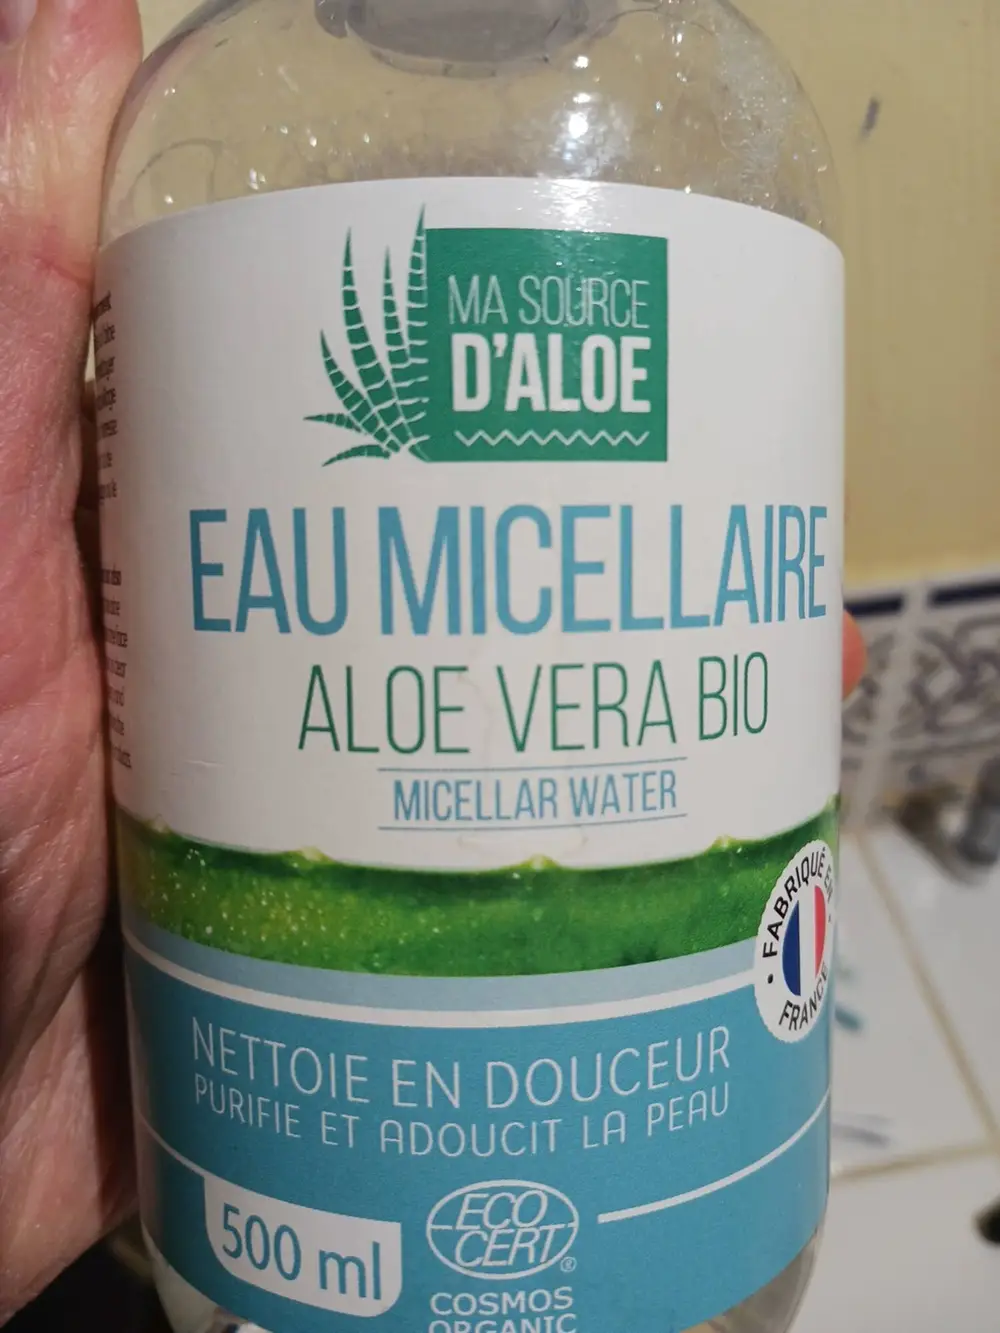 MA SOURCE
D'ALOE
EAU MICELLAIRE
ALOE VERA BIO
MICELLAR WATER
• FABRIQUÉ EN •
FRANCE
NETTOIE EN DOUCEUR
PURIFIE ET ADOUCIT LA PEAU
500 ml
ECO
CERT®
COSMOS
ORGANIC